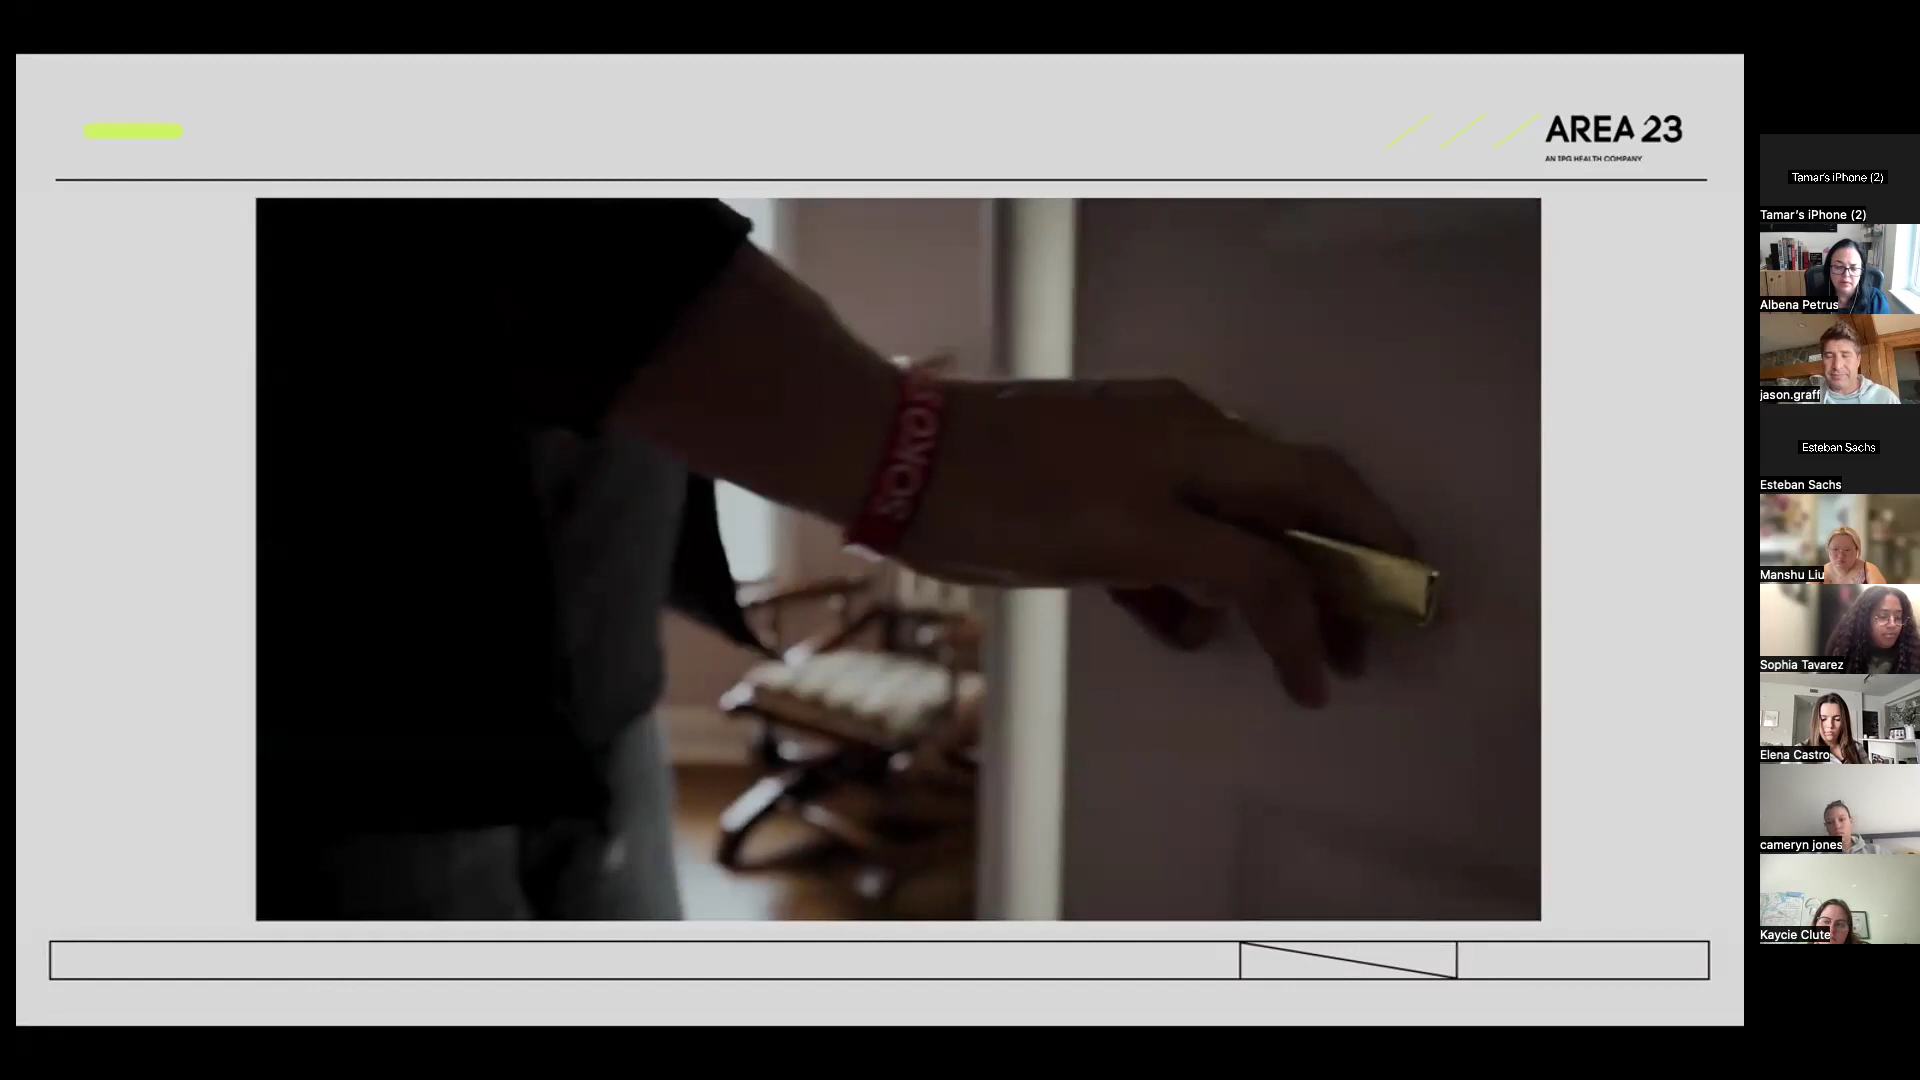 AREA 23
AN IPG HEALTH COMPANY
SOKOS
Tamar's iPhone (2)
Tamar's iPhone (2)
Albena Petrus
jason.graff
Esteban Sachs
Esteban Sachs
Manshu Liu
Sophia Tavarez
Elena Castro
cameryn jones
Kaycie Clute